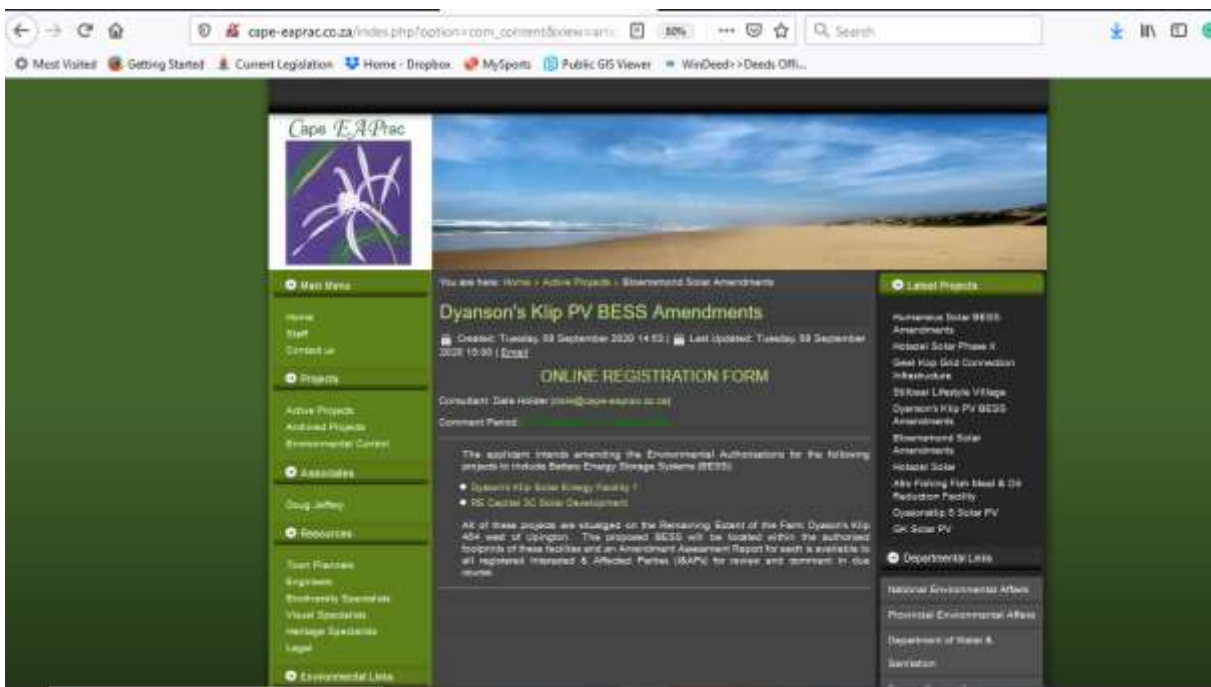 cape-eaprac.co.za/index.php?option=com_content&view=artic
80%
Search
Most Visited
Getting Started
Current Legislation
Home - Dropbox
MySports
Public GIS Viewer
WinDeed>>Deeds Offi...
Cape EAPrac
Main Menu
Home
Staff
Contact us
Projects
Active Projects
Archived Projects
Environmental Control
Associates
Doug Jeffery
Resources
Town Planners
Engineers
Biodiversity Specialists
Visual Specialists
Heritage Specialists
Legal
Environmental Links
You are here: Home › Active Projects › Bloemsmond Solar Amendments
Dyanson's Klip PV BESS Amendments
Created: Tuesday, 08 September 2020 14:53 | Last Updated: Tuesday, 08 September
2020 15:00 | Email
ONLINE REGISTRATION FORM
Consultant: Dale Holder (dale@cape-eaprac.co.za)
Comment Period:
The applicant intends amending the Environmental Authorisations for the following
projects to include Battery Energy Storage Systems (BESS)
Dyason's Klip Solar Energy Facility 1
RE Capital 3C Solar Development
All of these projects are situated on the Remaining Extent of the Farm Dyason's Klip
454 west of Upington. The proposed BESS will be located within the authorised
footprints of these facilities and an Amendment Assessment Report for each is available to
all registered Interested & Affected Parties (I&APs) for review and comment in due
course.
Latest Projects
Humansrus Solar BESS
Amendments
Hotazel Solar Phase II
Geel Kop Grid Connection
Infrastructure
Stilbaai Lifestyle Village
Dyanson's Klip PV BESS
Amendments
Bloemsmond Solar
Amendments
Hotazel Solar
Afro Fishing Fish Meal & Oil
Reduction Facility
Dyasonsklip 5 Solar PV
GK Solar PV
Departmental Links
National Environmental Affairs
Provincial Environmental Affairs
Department of Water &
Sanitation